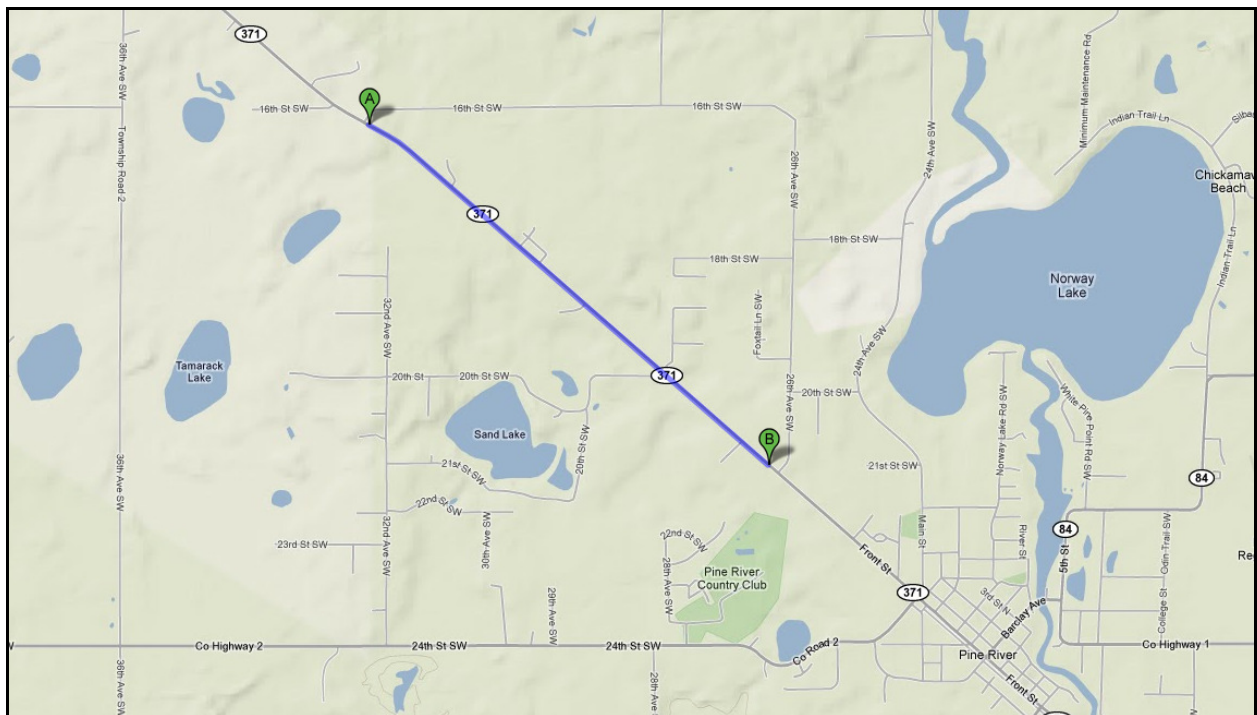 371
16th St SW
A
16th St SW
16th St SW
36th Ave SW
Township Road 2
26th Ave SW
24th Ave SW
Minimum Maintenance Rd
Indian Trail Ln
Chickamaw
Beach
Indian Trail Ln
371
18th St SW
18th St SW
Norway
Lake
32nd Ave SW
Foxtail Ln SW
24th Ave SW
Tamarack
Lake
20th St
20th St SW
371
26th Ave SW
20th St SW
White Pine Point Rd SW
Norway Lake Rd SW
Sand Lake
20th St SW
B
36th Ave SW
21st St SW
21st St SW
84
22nd St SW
32nd Ave SW
30th Ave SW
23rd St SW
22nd St SW
28th Ave SW
Pine River
Country Club
Main St
River St
84
5th St
Odin Trail SW
Front St
371
3rd St N
Barclay Ave
College St
29th Ave SW
Co Highway 2
24th St SW
24th St SW
Co Road 2
Pine River
Co Highway 1
36th Ave SW
28th Ave SW
Front St